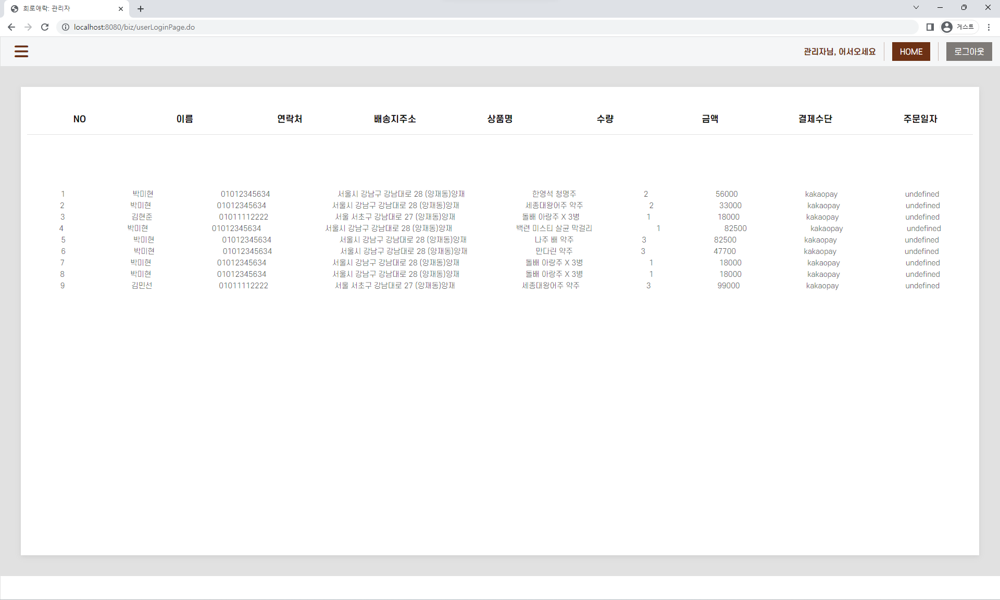 희로애락: 관리자
localhost:8080/biz/userLoginPage.do
게스트
관리자님, 어서오세요 HOME 로그아웃
NO 이름 연락처 배송지주소 상품명 수량 금액 결제수단 주문일자
1 박미현 01012345634 서울시 강남구 강남대로 28 (양재동)양재 한영석 청명주 2 56000 kakaopay undefined
2 박미현 01012345634 서울시 강남구 강남대로 28 (양재동)양재 세종대왕어주 약주 2 33000 kakaopay undefined
3 김현준 01011112222 서울 서초구 강남대로 27 (양재동)양재 돌배 아랑주 X 3병 1 18000 kakaopay undefined
4 박미현 01012345634 서울시 강남구 강남대로 28 (양재동)양재 백련 미스티 살균 막걸리 1 82500 kakaopay undefined
5 박미현 01012345634 서울시 강남구 강남대로 28 (양재동)양재 나주 배 약주 3 82500 kakaopay undefined
6 박미현 01012345634 서울시 강남구 강남대로 28 (양재동)양재 만다린 약주 3 47700 kakaopay undefined
7 박미현 01012345634 서울시 강남구 강남대로 28 (양재동)양재 돌배 아랑주 X 3병 1 18000 kakaopay undefined
8 박미현 01012345634 서울시 강남구 강남대로 28 (양재동)양재 돌배 아랑주 X 3병 1 18000 kakaopay undefined
9 김민선 01011112222 서울 서초구 강남대로 27 (양재동)양재 세종대왕어주 약주 3 99000 kakaopay undefined